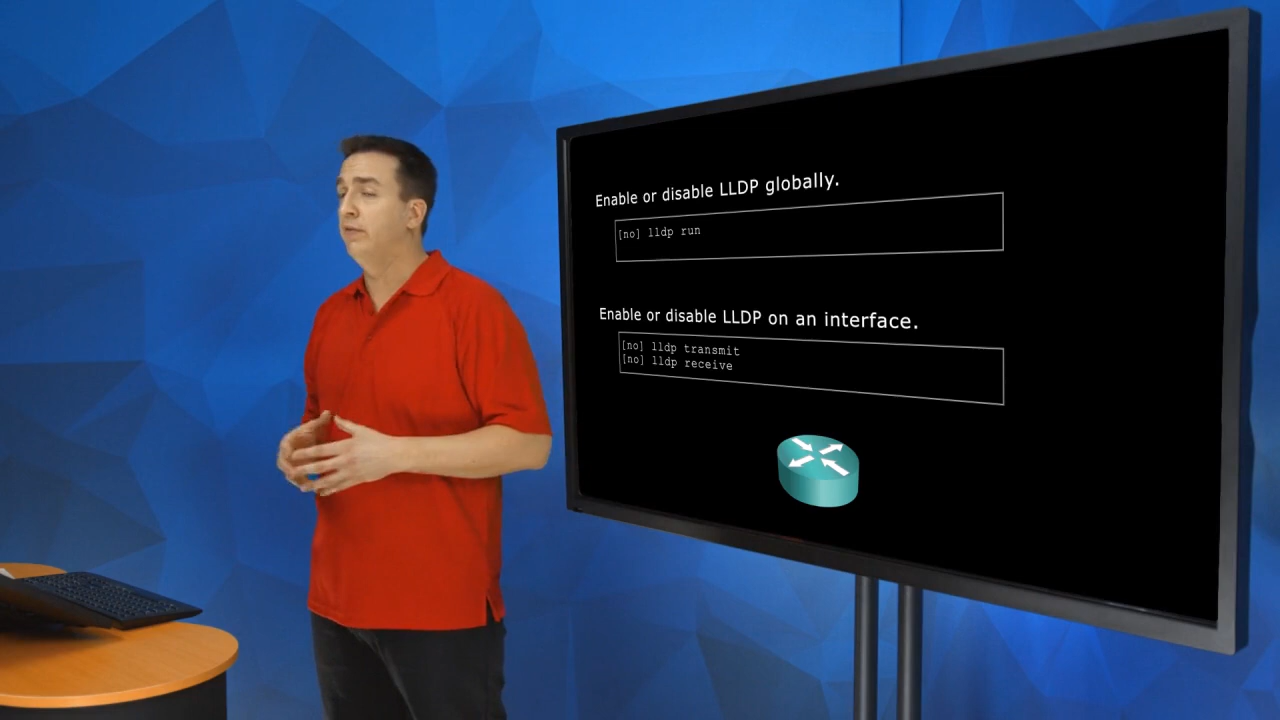 Enable or disable LLDP globally.
[no] lldp run
Enable or disable LLDP on an interface.
[no] lldp transmit
[no] lldp receive